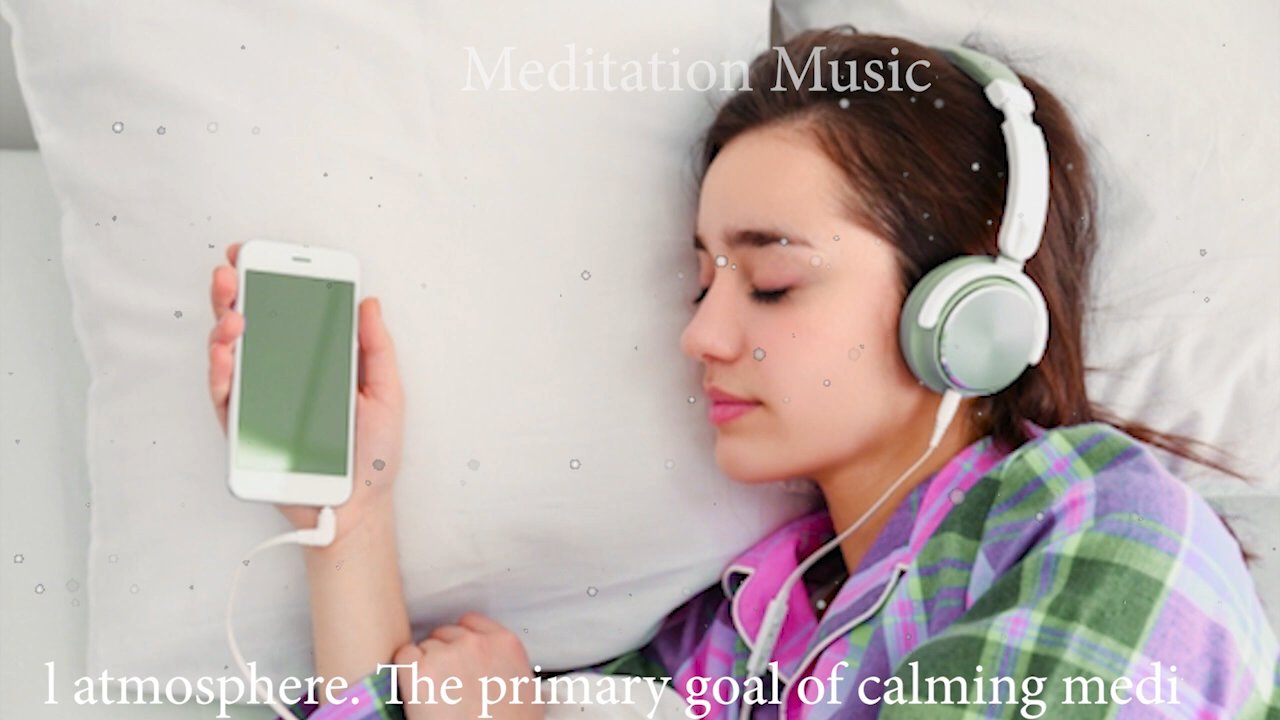 Meditation Music
l atmosphere. The primary goal of calming medi